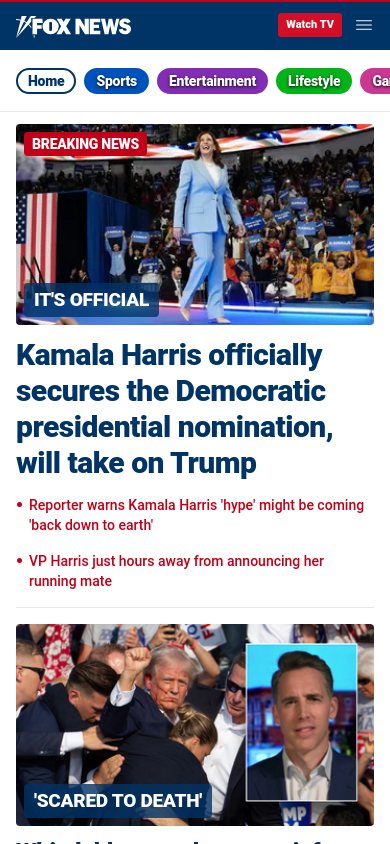 FOX NEWS
Watch TV
Home
Sports
Entertainment
Lifestyle
BREAKING NEWS
KAMALA
IT'S OFFICIAL
Kamala Harris officially
secures the Democratic
presidential nomination,
will take on Trump
• Reporter warns Kamala Harris 'hype' might be coming
'back down to earth'
• VP Harris just hours away from announcing her
running mate
'SCARED TO DEATH'